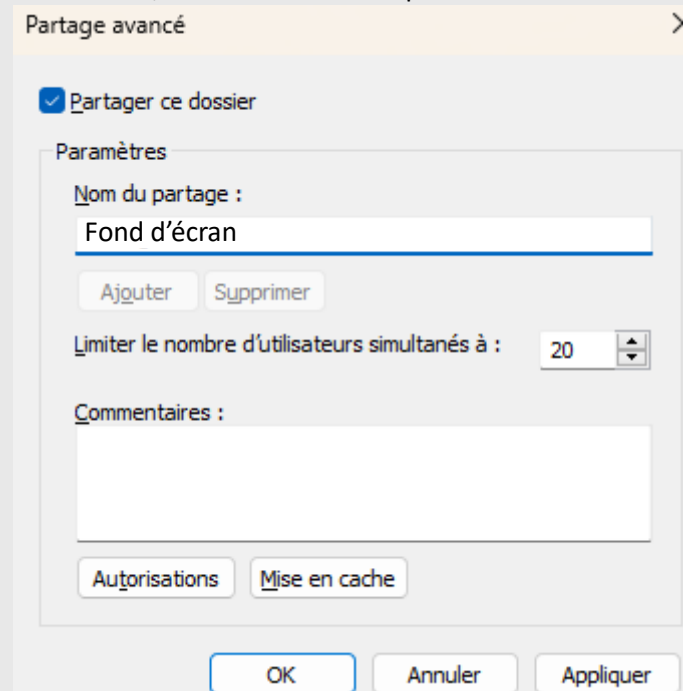 Partage avancé
Partager ce dossier
Paramètres
Nom du partage :
Fond d’écran
Ajouter Supprimer
Limiter le nombre d’utilisateurs simultanés à : 20
Commentaires :
Autorisations Mise en cache
OK Annuler Appliquer